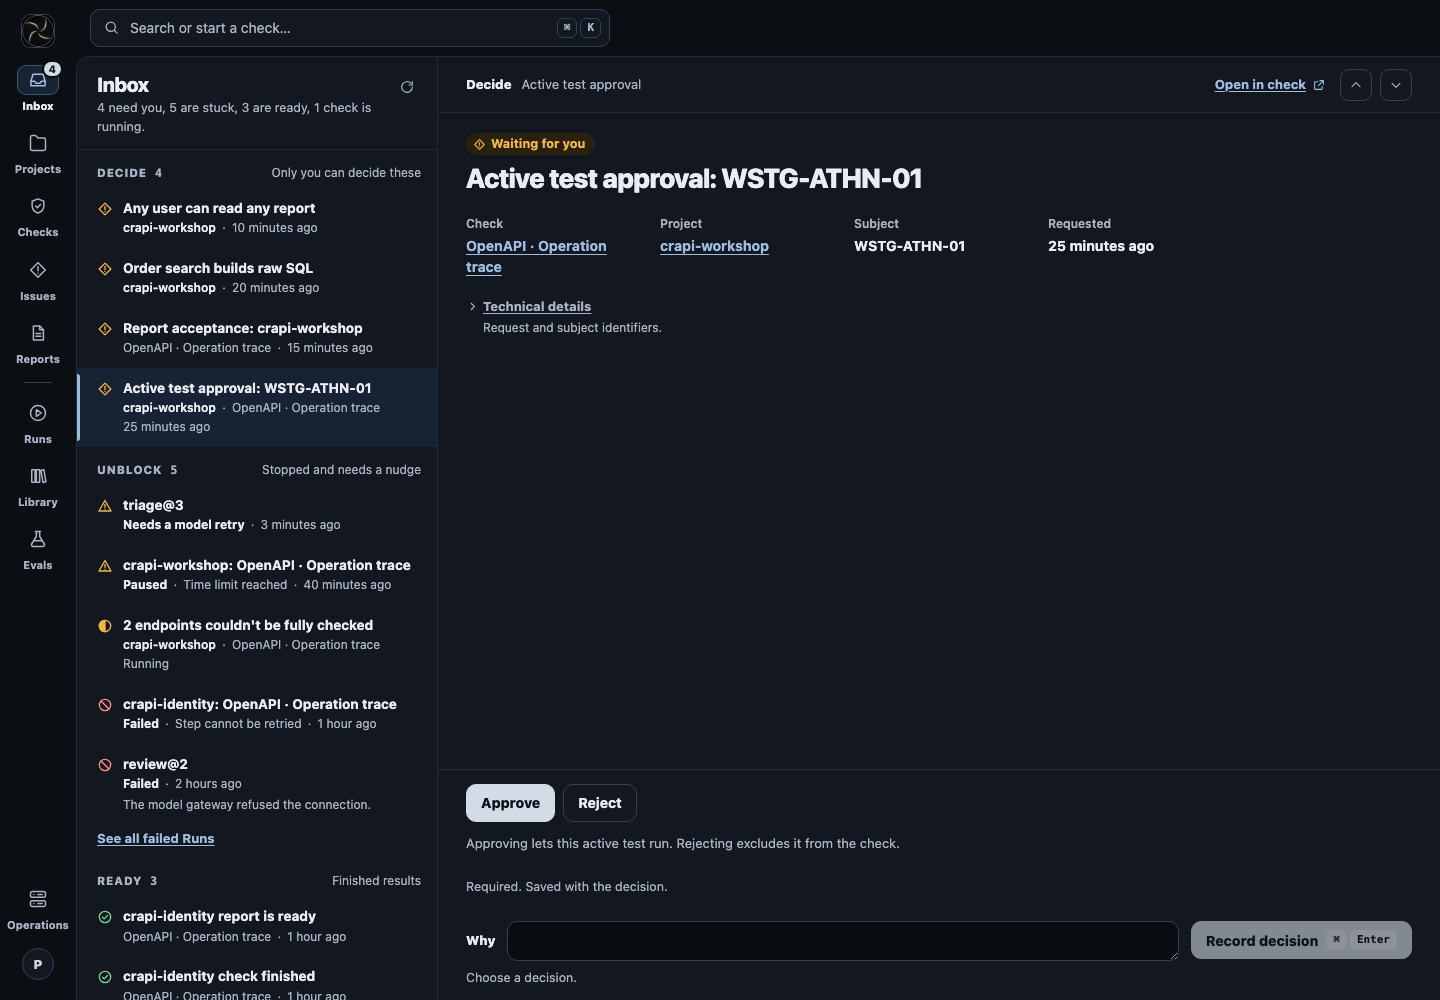 Search or start a check...
⌘ K
4
Inbox
Projects
Checks
Issues
Reports
Runs
Library
Evals
Operations
P
Inbox
4 need you, 5 are stuck, 3 are ready, 1 check is
running.
DECIDE 4
Only you can decide these
Any user can read any report
crapi-workshop · 10 minutes ago
Order search builds raw SQL
crapi-workshop · 20 minutes ago
Report acceptance: crapi-workshop
OpenAPI · Operation trace · 15 minutes ago
Active test approval: WSTG-ATHN-01
crapi-workshop · OpenAPI · Operation trace
25 minutes ago
UNBLOCK 5
Stopped and needs a nudge
triage@3
Needs a model retry · 3 minutes ago
crapi-workshop: OpenAPI · Operation trace
Paused · Time limit reached · 40 minutes ago
2 endpoints couldn't be fully checked
crapi-workshop · OpenAPI · Operation trace
Running
crapi-identity: OpenAPI · Operation trace
Failed · Step cannot be retried · 1 hour ago
review@2
Failed · 2 hours ago
The model gateway refused the connection.
See all failed Runs
READY 3
Finished results
crapi-identity report is ready
OpenAPI · Operation trace · 1 hour ago
crapi-identity check finished
OpenAPI · Operation trace · 1 hour ago
Decide Active test approval
Open in check
Waiting for you
Active test approval: WSTG-ATHN-01
Check
OpenAPI · Operation
trace
Project
crapi-workshop
Subject
WSTG-ATHN-01
Requested
25 minutes ago
Technical details
Request and subject identifiers.
Approve
Reject
Approving lets this active test run. Rejecting excludes it from the check.
Required. Saved with the decision.
Why
Record decision ⌘ Enter
Choose a decision.